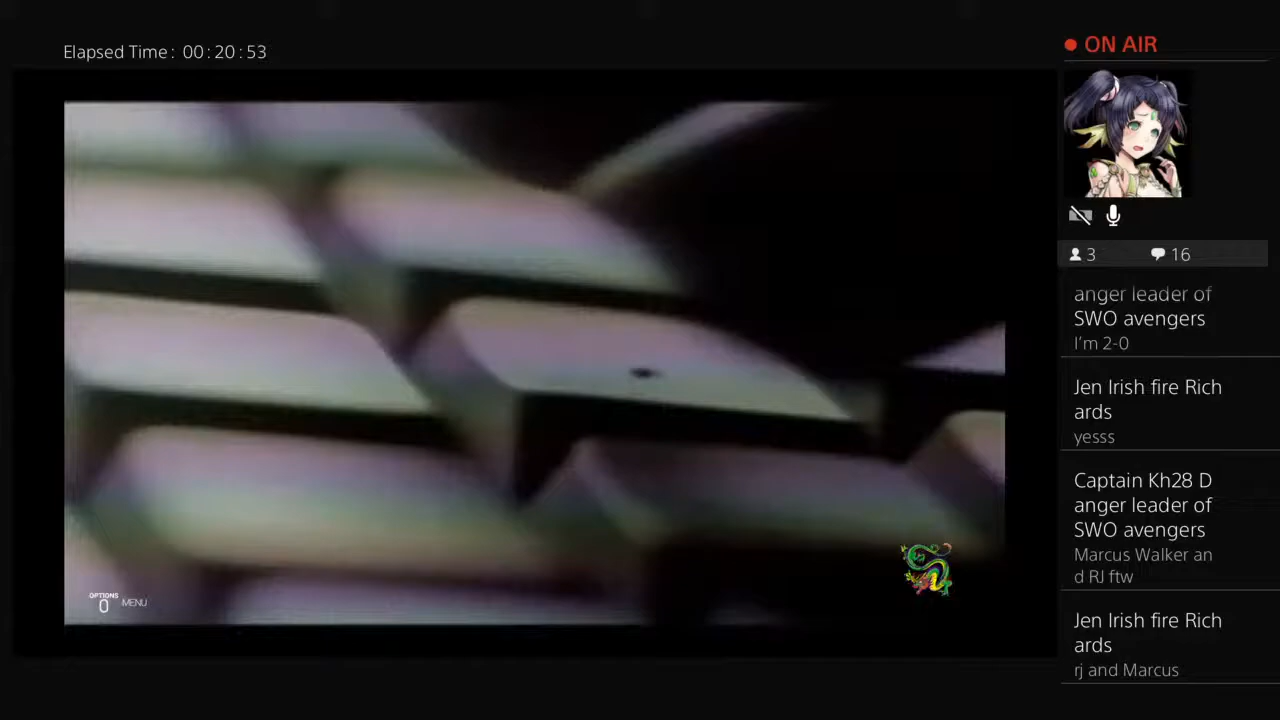 Elapsed Time: 00:20:53
ON AIR
3
16
anger leader of
SWO avengers
I'm 2-0
Jen Irish fire Rich
ards
yesss
Captain Kh28 D
anger leader of
SWO avengers
Marcus Walker an
d RJ ftw
Jen Irish fire Rich
ards
rj and Marcus
OPTIONS
MENU